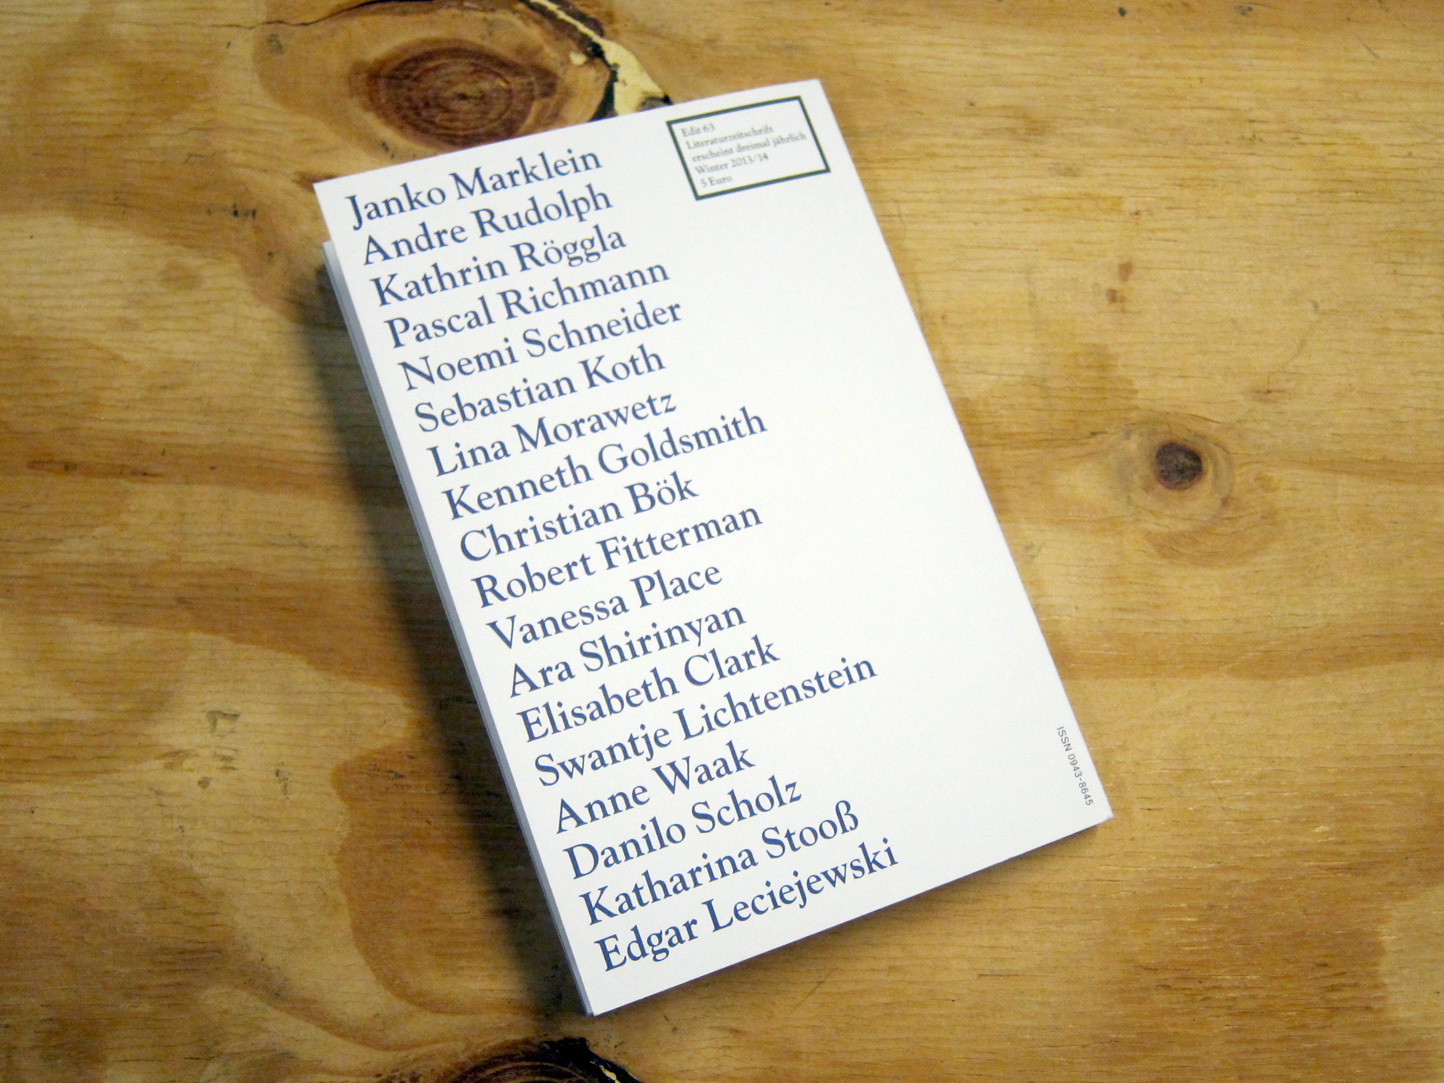 Edit 63
Literaturzeitschrift
erscheint dreimal jährlich
Winter 2013/14
5 Euro
Janko Marklein
Andre Rudolph
Kathrin Röggla
Pascal Richmann
Noemi Schneider
Sebastian Koth
Lina Morawetz
Kenneth Goldsmith
Christian Bök
Robert Fitterman
Vanessa Place
Ara Shirinyan
Elisabeth Clark
Swantje Lichtenstein
Anne Waak
Danilo Scholz
Katharina Stooß
Edgar Leciejewski
ISSN 0943-8645